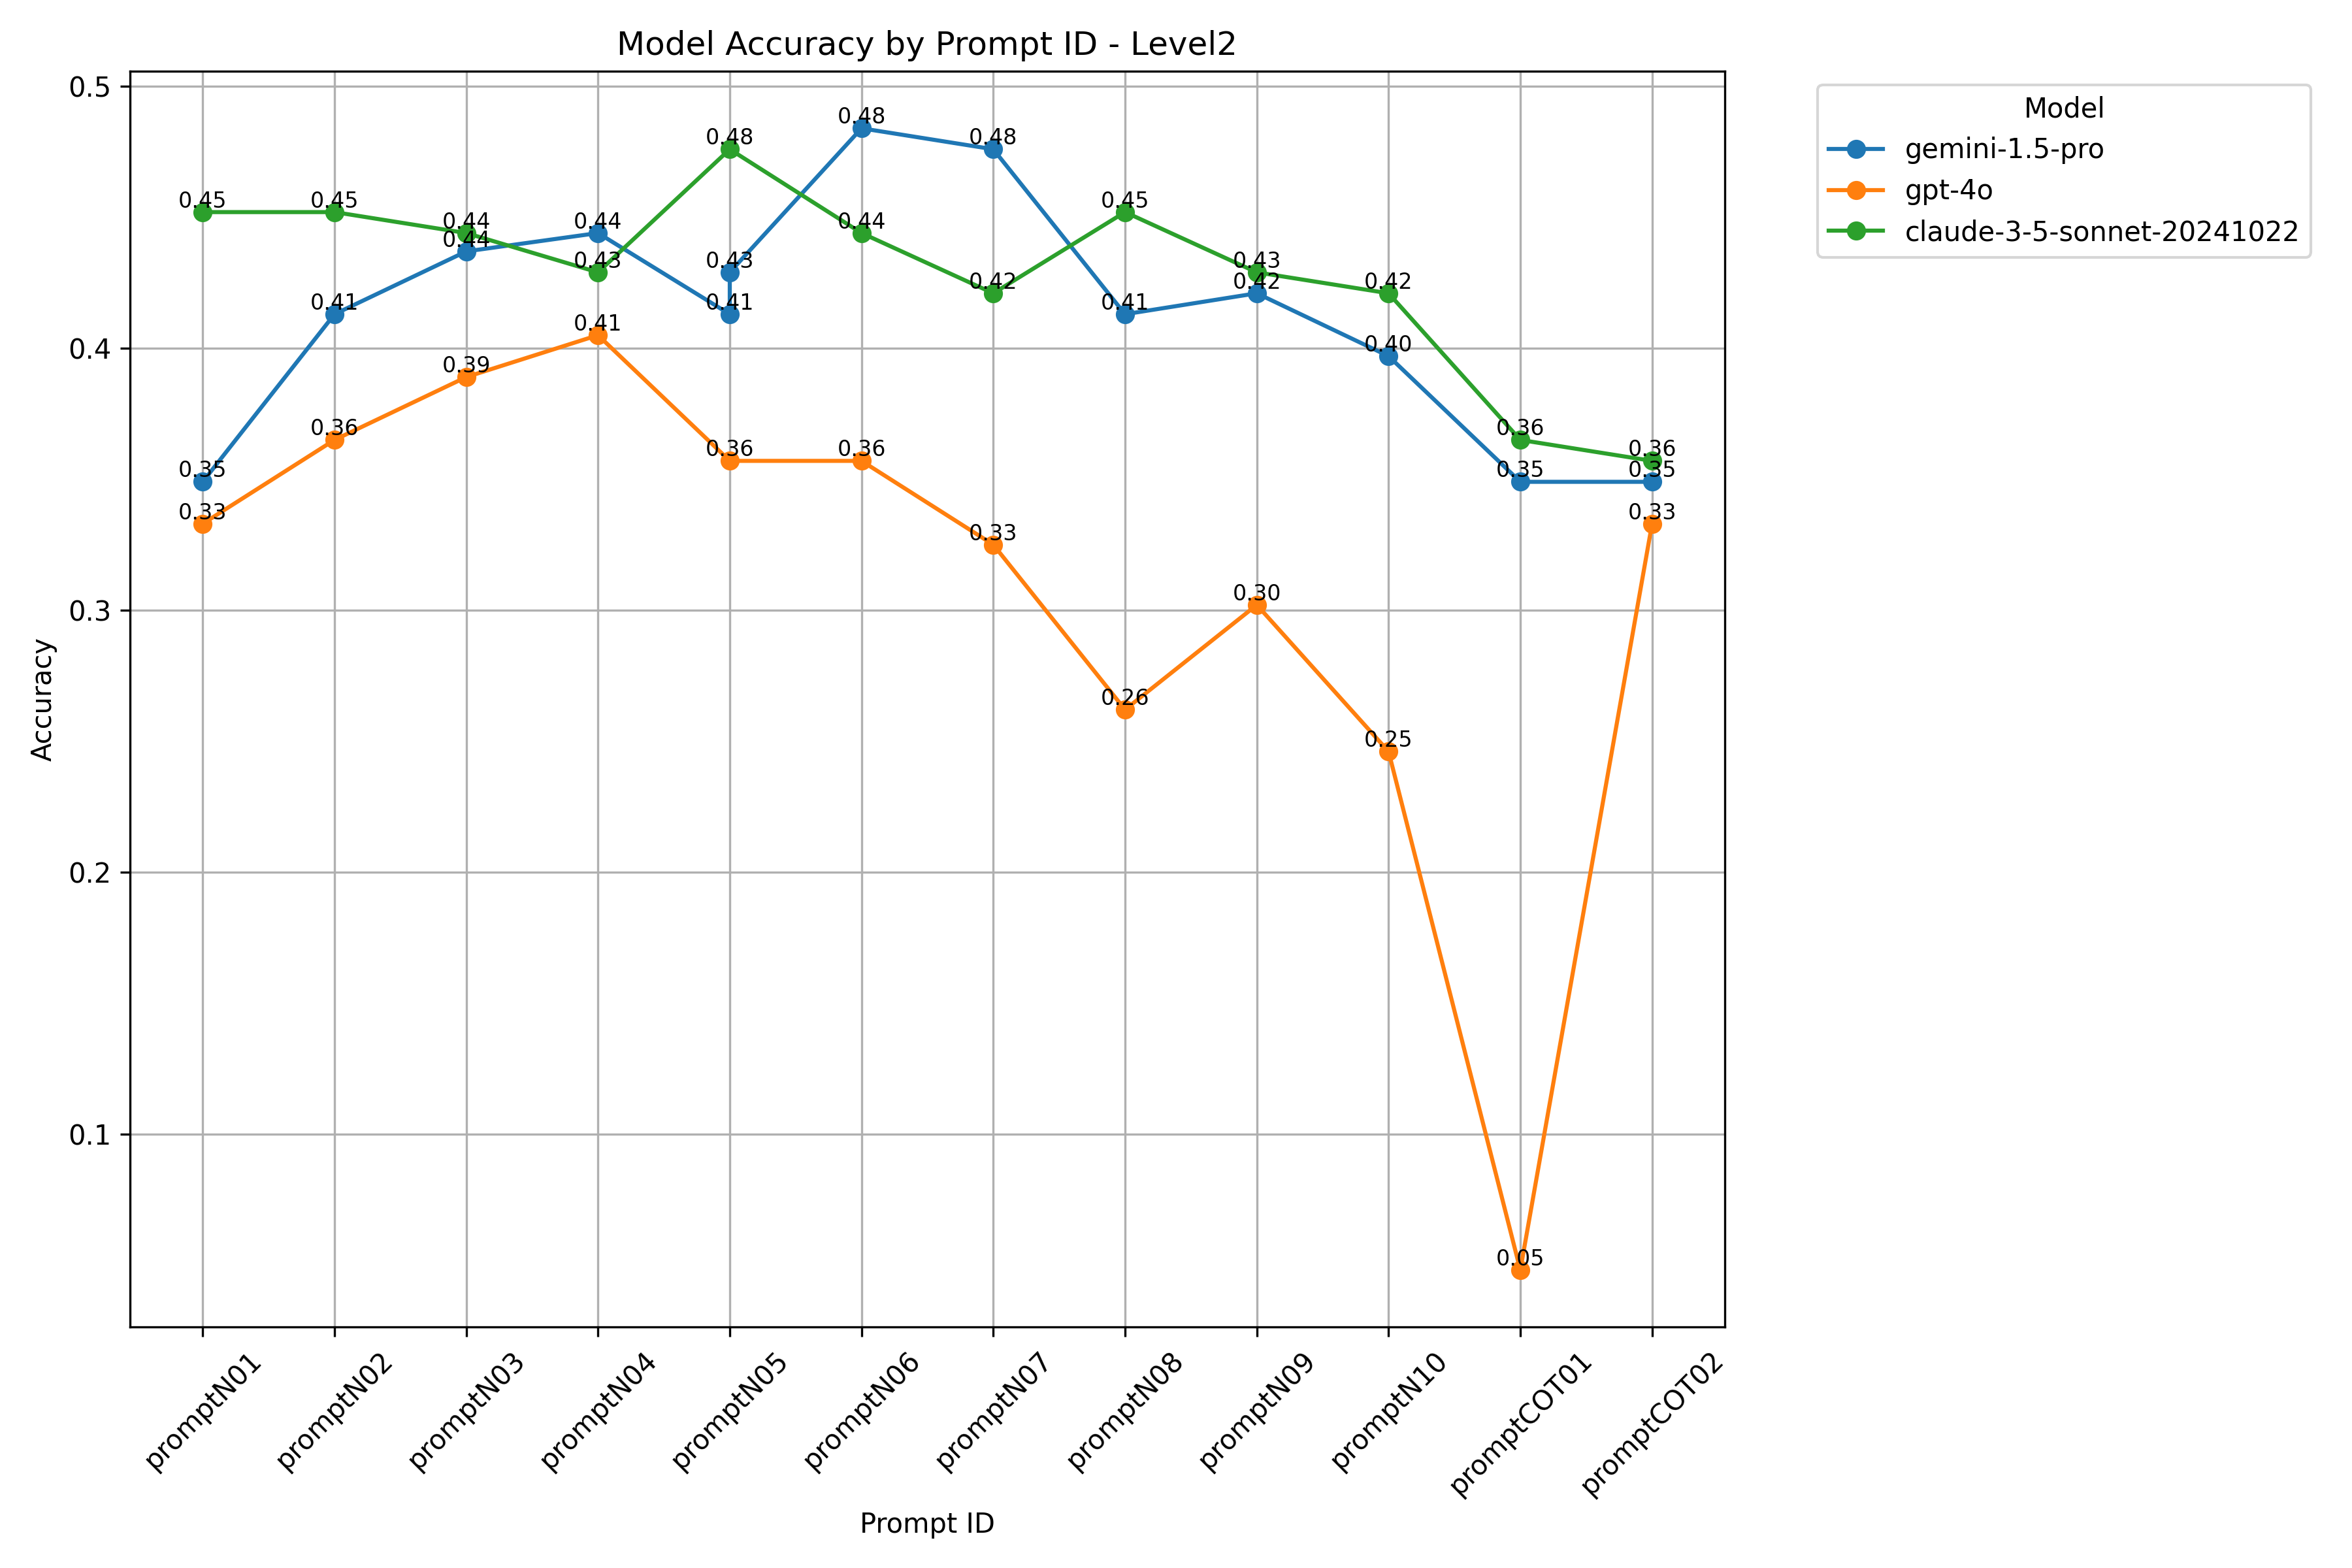 Model Accuracy by Prompt ID - Level2
Model
gemini-1.5-pro
gpt-4o
claude-3-5-sonnet-20241022
Accuracy
0.5
0.4
0.3
0.2
0.1
0.35
0.41
0.44
0.44
0.41
0.43
0.48
0.48
0.41
0.42
0.40
0.35
0.35
0.33
0.36
0.39
0.41
0.36
0.36
0.33
0.26
0.30
0.25
0.05
0.33
0.45
0.45
0.44
0.43
0.48
0.44
0.42
0.45
0.43
0.42
0.36
0.36
promptN01
promptN02
promptN03
promptN04
promptN05
promptN06
promptN07
promptN08
promptN09
promptN10
promptCOT01
promptCOT02
Prompt ID